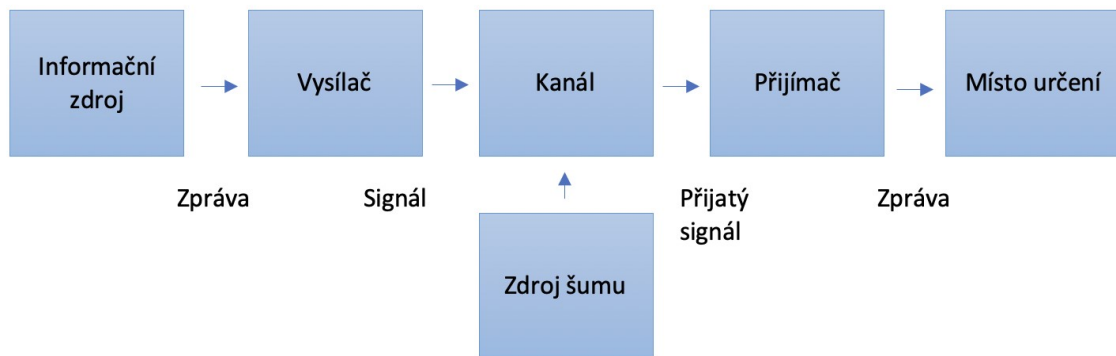 Informační
zdroj
Vysílač
Kanál
Přijímač
Místo určení
Zpráva
Signál
Přijatý
signál
Zpráva
Zdroj šumu